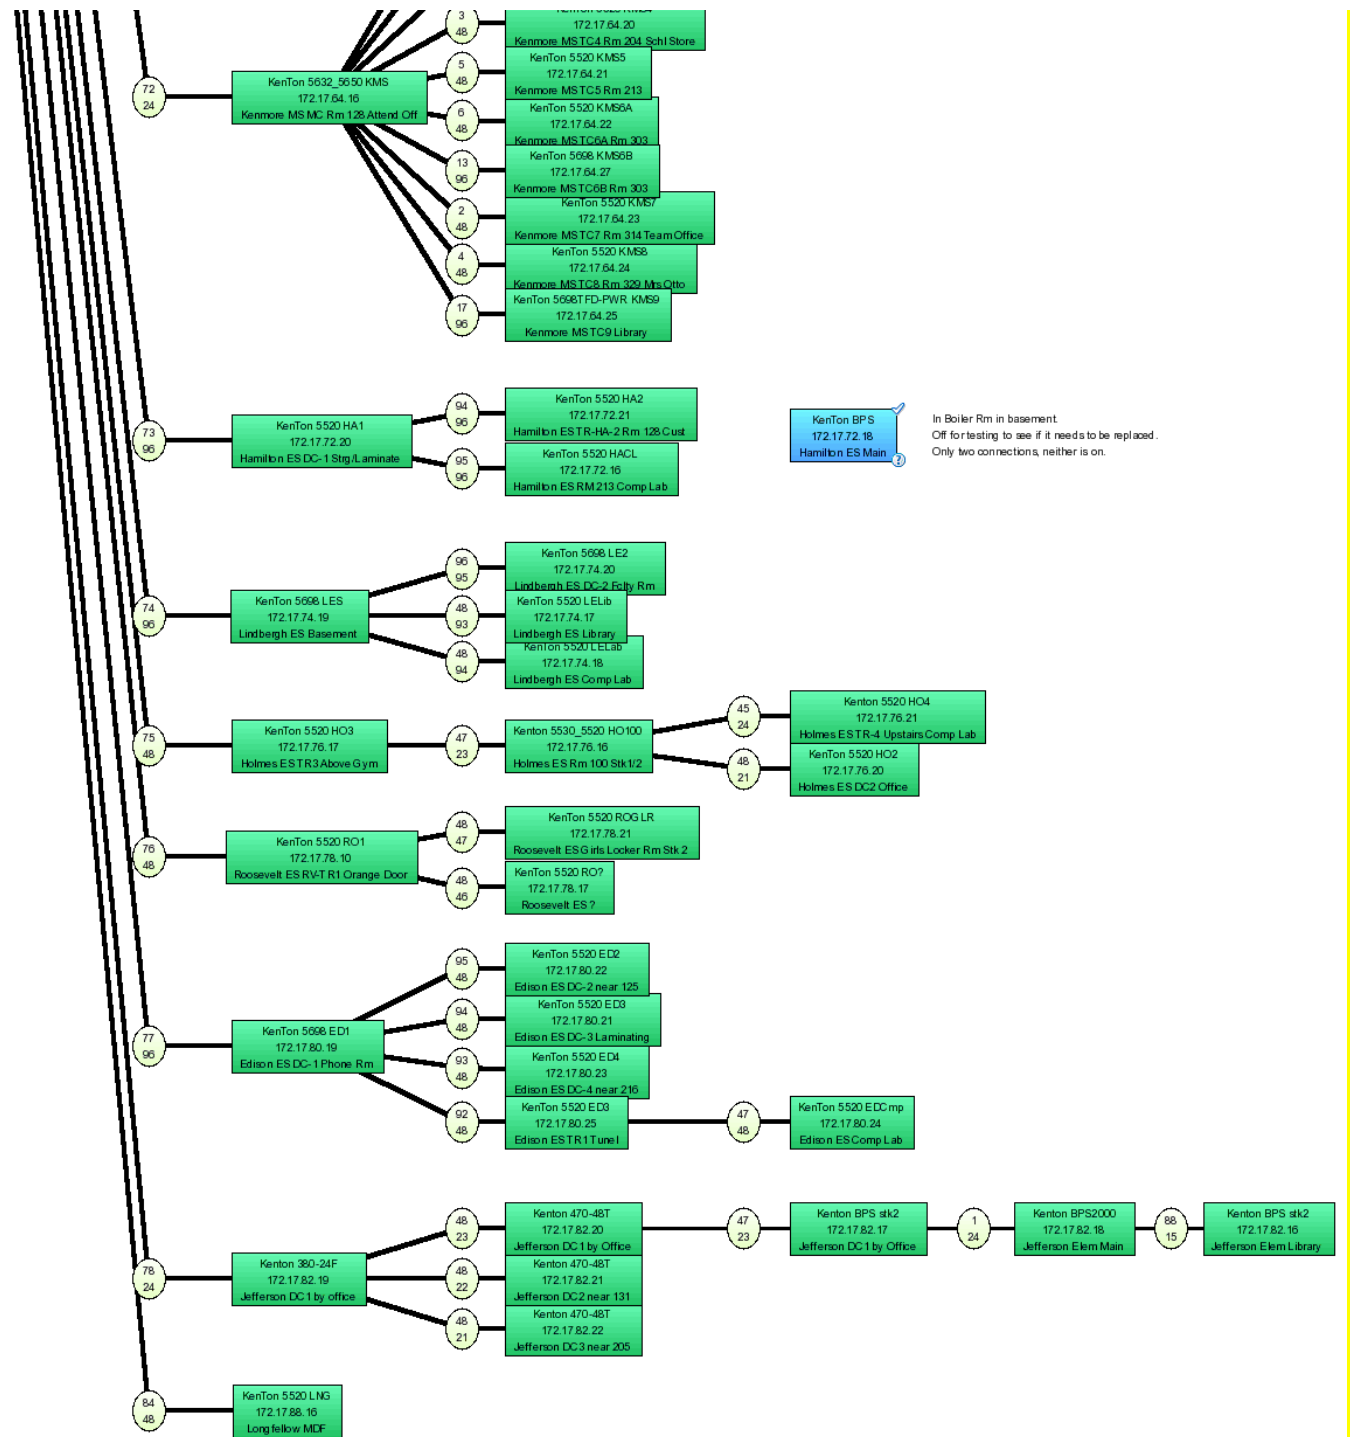 3
48
172.17.64.20
Kenmore MSTC4 Rm 204 Schl Store
5
48
KenTon 5520 KMS5
172.17.64.21
Kenmore MSTC5 Rm 213
72
24
KenTon 5632_5650 KMS
172.17.64.16
Kenmore MS MC Rm 128 Attend Off
6
48
KenTon 5520 KMS6A
172.17.64.22
Kenmore MSTC6A Rm 303
13
96
KenTon 5698 KMS6B
172.17.64.27
Kenmore MSTC6B Rm 303
2
48
KenTon 5520 KMS7
172.17.64.23
Kenmore MSTC7 Rm 314 Team Office
4
48
KenTon 5520 KMS8
172.17.64.24
Kenmore MSTC8 Rm 329 Mrs Otto
17
96
KenTon 5698TFD-PWR KMS9
172.17.64.25
Kenmore MSTC9 Library
73
96
KenTon 5520 HA1
172.17.72.20
Hamilton ES DC-1 Strg/Laminate
94
96
KenTon 5520 HA2
172.17.72.21
Hamilton ESTR-HA-2 Rm 128 Cust
95
96
KenTon 5520 HACL
172.17.72.16
Hamilton ES RM 213 Comp Lab
KenTon BPS
172.17.72.18
Hamilton ES Main
?
In Boiler Rm in basement.
Off for testing to see if it needs to be replaced.
Only two connections, neither is on.
74
96
KenTon 5698 LES
172.17.74.19
Lindbergh ES Basement
96
95
KenTon 5698 LE2
172.17.74.20
Lindbergh ES DC-2 Fclty Rm
48
93
KenTon 5520 LELib
172.17.74.17
Lindbergh ES Library
48
94
KenTon 5520 LELab
172.17.74.18
Lindbergh ES Comp Lab
75
48
KenTon 5520 HO3
172.17.76.17
Holmes ESTR3 Above Gym
47
23
Kenton 5530_5520 HO100
172.17.76.16
Holmes ES Rm 100 Stk1/2
45
24
Kenton 5520 HO4
172.17.76.21
Holmes ESTR-4 Upstairs Comp Lab
48
21
KenTon 5520 HO2
172.17.76.20
Holmes ES DC2 Office
76
48
KenTon 5520 RO1
172.17.78.10
Roosevelt ES RV-TR1 Orange Door
48
47
KenTon 5520 ROGLR
172.17.78.21
Roosevelt ES Girls Locker Rm Stk 2
48
46
KenTon 5520 RO?
172.17.78.17
Roosevelt ES ?
77
96
KenTon 5698 ED1
172.17.80.19
Edison ES DC-1 Phone Rm
95
48
KenTon 5520 ED2
172.17.80.22
Edison ES DC-2 near 125
94
48
KenTon 5520 ED3
172.17.80.21
Edison ES DC-3 Laminating
93
48
KenTon 5520 ED4
172.17.80.23
Edison ES DC-4 near 216
92
48
KenTon 5520 ED3
172.17.80.25
Edison ESTR1 Tunel
47
48
KenTon 5520 EDCmp
172.17.80.24
Edison ES Comp Lab
78
24
Kenton 380-24F
172.17.82.19
Jefferson DC1 by office
48
23
Kenton 470-48T
172.17.82.20
Jefferson DC1 by Office
47
23
Kenton BPS stk2
172.17.82.17
Jefferson DC1 by Office
1
24
Kenton BPS2000
172.17.82.18
Jefferson Elem Main
88
15
Kenton BPS stk2
172.17.82.16
Jefferson Elem Library
48
22
Kenton 470-48T
172.17.82.21
Jefferson DC2 near 131
48
21
Kenton 470-48T
172.17.82.22
Jefferson DC3 near 205
84
48
KenTon 5520 LNG
172.17.88.16
Longfellow MDF